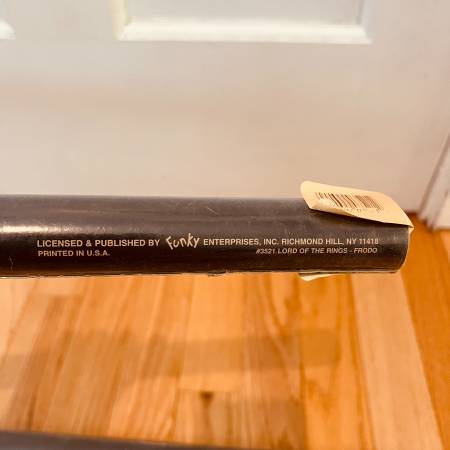 LICENSED & PUBLISHED BY Funky ENTERPRISES, INC. RICHMOND HILL, NY 11418
PRINTED IN U.S.A. #3521 LORD OF THE RINGS - FRODO